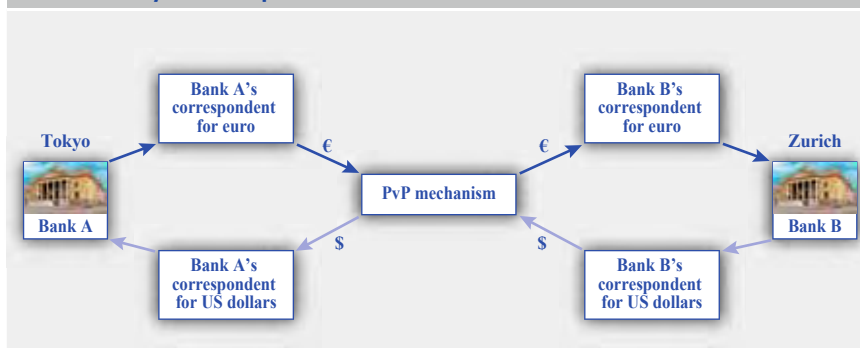 Bank A's
correspondent
for euro
Bank B's
correspondent
for euro
Tokyo
€
€
Zurich
PvP mechanism
Bank A
Bank B
$
$
Bank A's
correspondent
for US dollars
Bank B's
correspondent
for US dollars